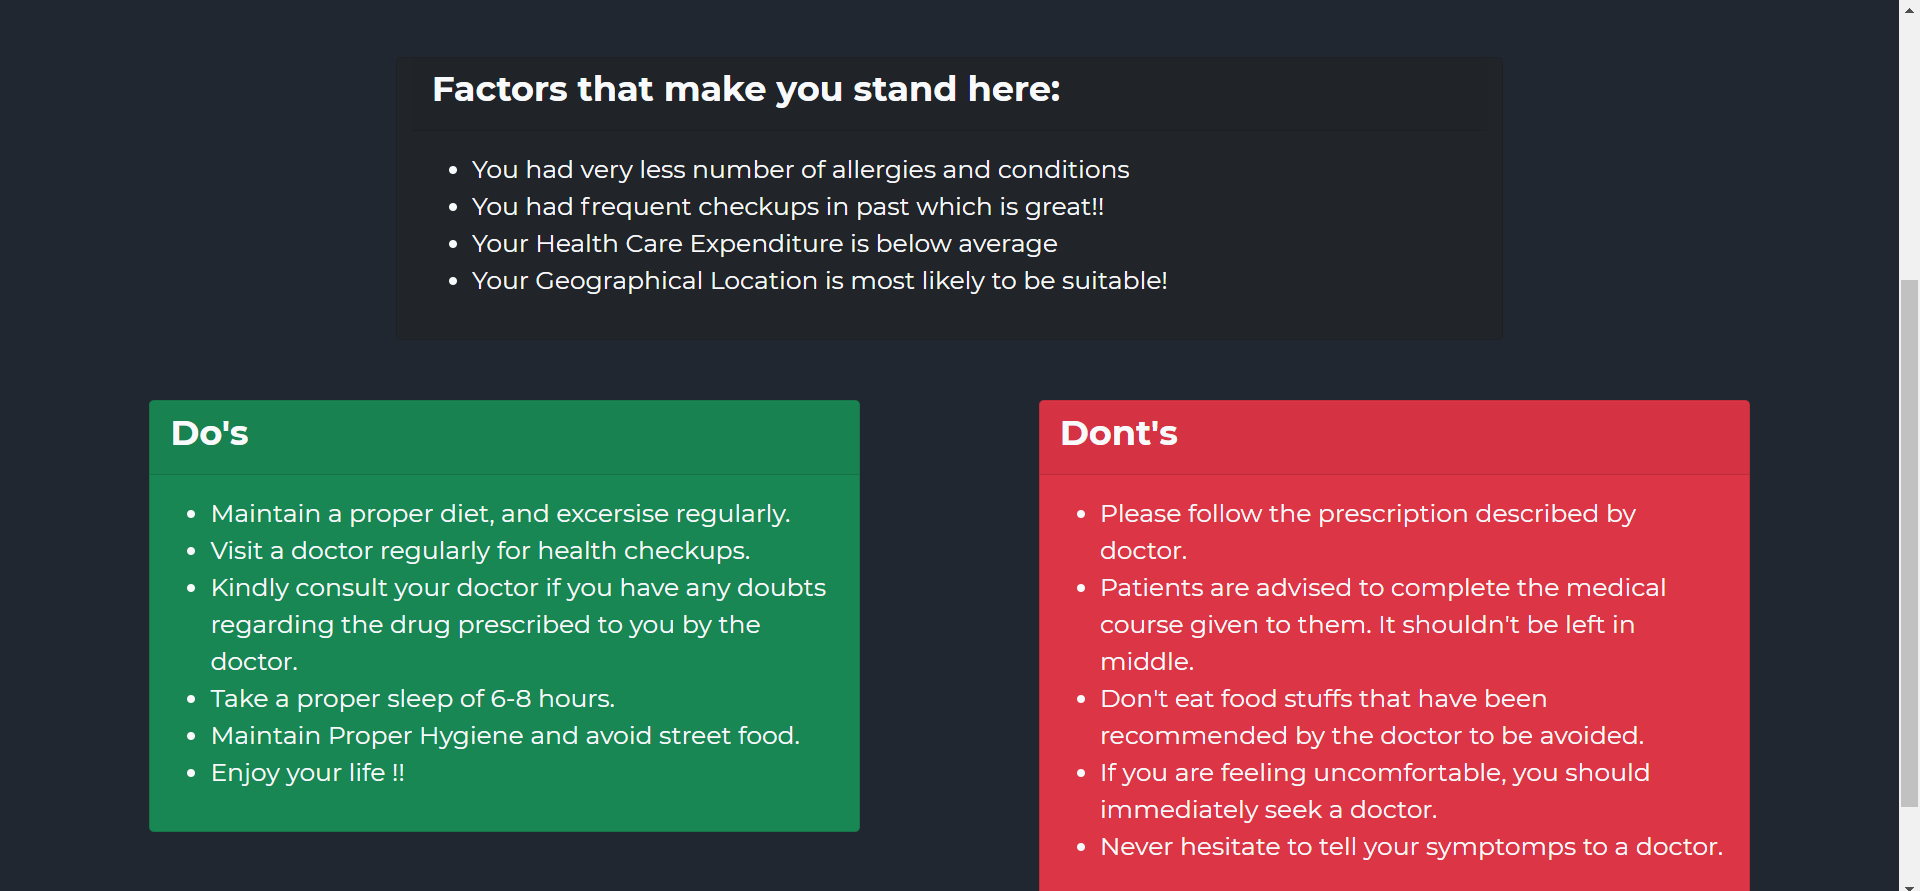 Factors that make you stand here:
You had very less number of allergies and conditions
You had frequent checkups in past which is great!!
Your Health Care Expenditure is below average
Your Geographical Location is most likely to be suitable!
Do's
Maintain a proper diet, and excersise regularly.
Visit a doctor regularly for health checkups.
Kindly consult your doctor if you have any doubts
regarding the drug prescribed to you by the
doctor.
Take a proper sleep of 6-8 hours.
Maintain Proper Hygiene and avoid street food.
Enjoy your life !!
Dont's
Please follow the prescription described by
doctor.
Patients are advised to complete the medical
course given to them. It shouldn't be left in
middle.
Don't eat food stuffs that have been
recommended by the doctor to be avoided.
If you are feeling uncomfortable, you should
immediately seek a doctor.
Never hesitate to tell your symptomps to a doctor.